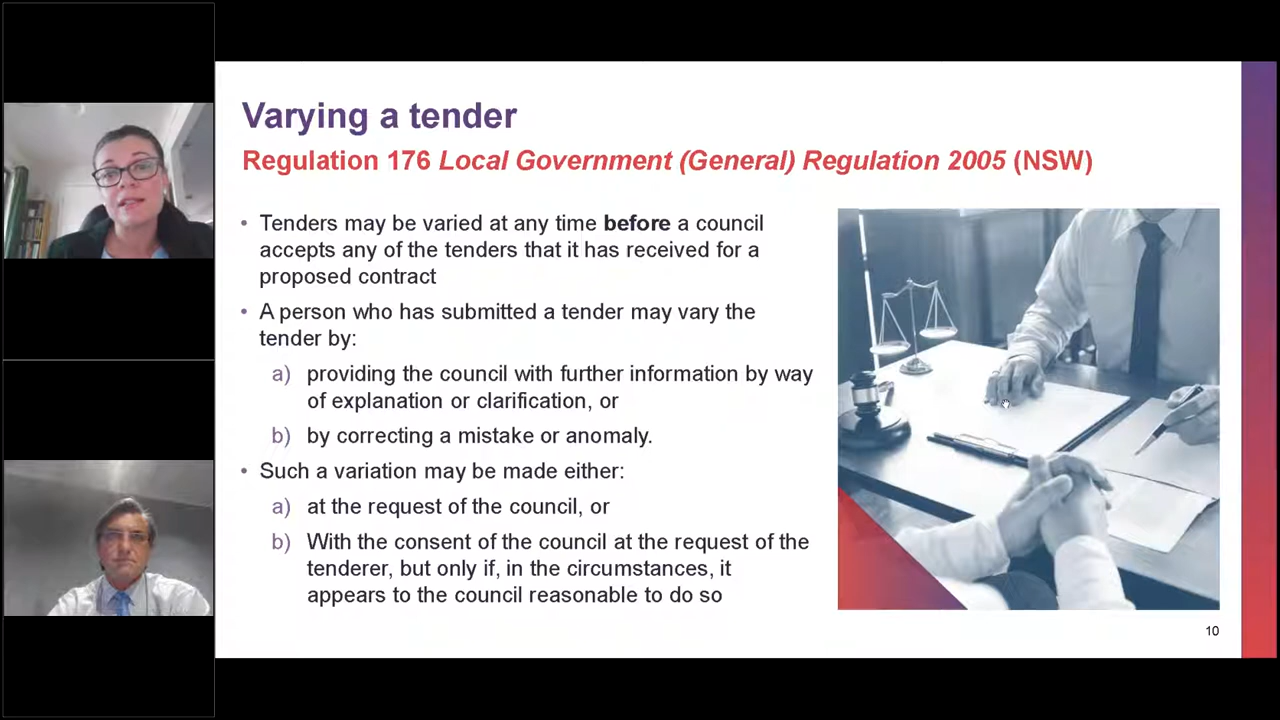 Varying a tender
Regulation 176 Local Government (General) Regulation 2005 (NSW)
• Tenders may be varied at any time before a council
accepts any of the tenders that it has received for a
proposed contract
• A person who has submitted a tender may vary the
tender by:
a) providing the council with further information by way
of explanation or clarification, or
b) by correcting a mistake or anomaly.
• Such a variation may be made either:
a) at the request of the council, or
b) With the consent of the council at the request of the
tenderer, but only if, in the circumstances, it
appears to the council reasonable to do so
10